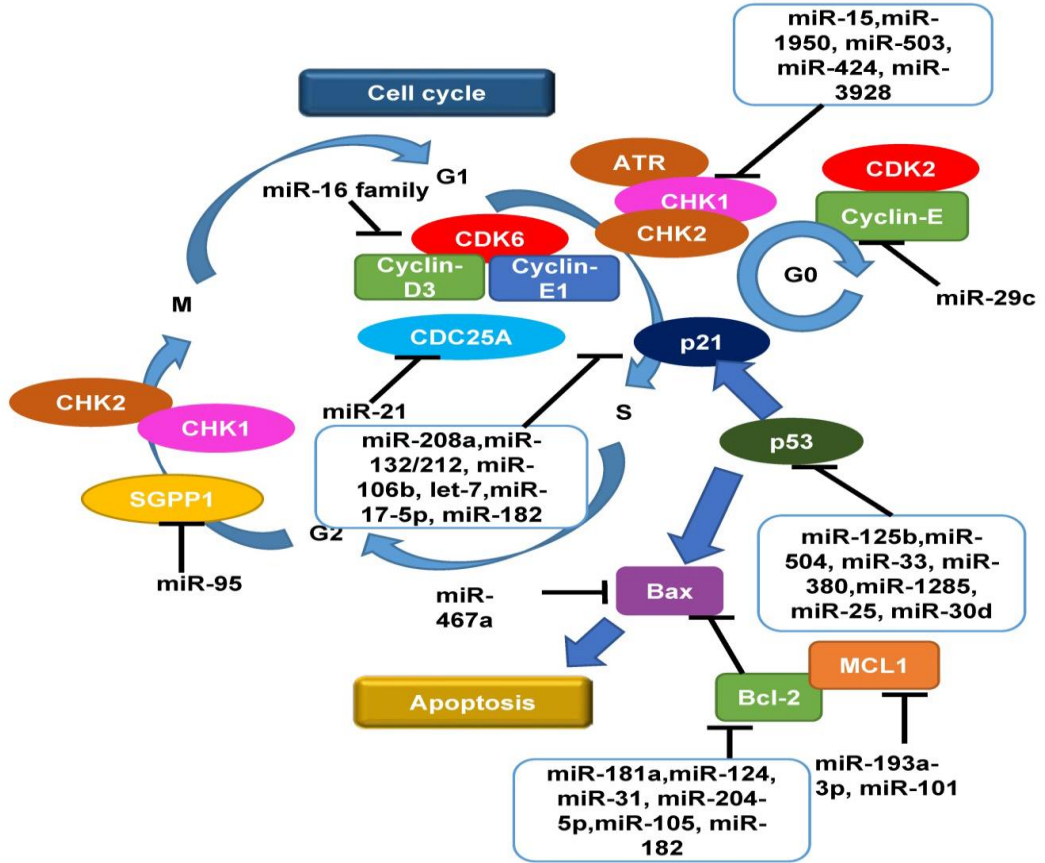 miR-15,miR-
1950, miR-503,
miR-424, miR-
3928
Cell cycle
ATR
CDK2
G1
miR-16 family
CHK1
Cyclin-E
CDK6
CHK2
Cyclin-
D3
Cyclin-
E1
G0
miR-29c
M
CDC25A
p21
CHK2
miR-21
S
CHK1
miR-208a,miR-
132/212, miR-
106b, let-7,miR-
17-5p, miR-182
p53
SGPP1
G2
miR-95
miR-125b,miR-
504, miR-33, miR-
380,miR-1285,
miR-25, miR-30d
miR-
467a
Bax
MCL1
Apoptosis
Bcl-2
miR-193a-
3p, miR-101
miR-181a,miR-124,
miR-31, miR-204-
5p,miR-105, miR-
182